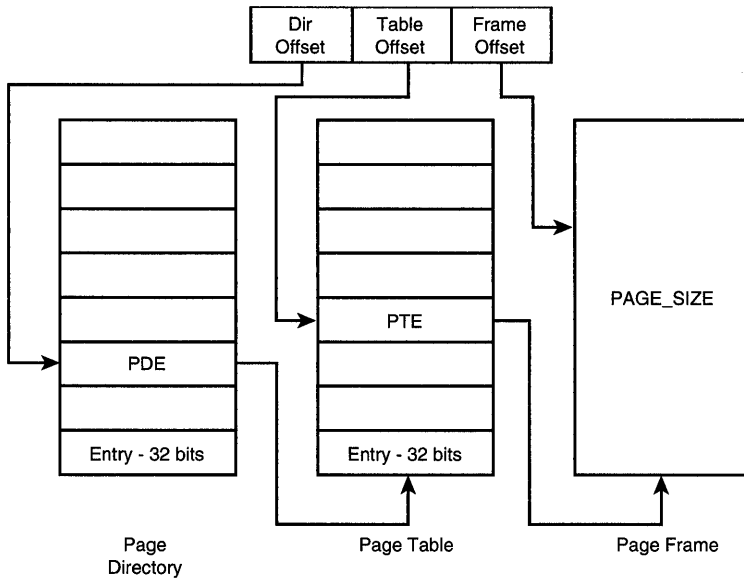 Dir
Offset
Table
Offset
Frame
Offset
PAGE_SIZE
PTE
PDE
Entry - 32 bits
Entry - 32 bits
Page
Directory
Page Table
Page Frame